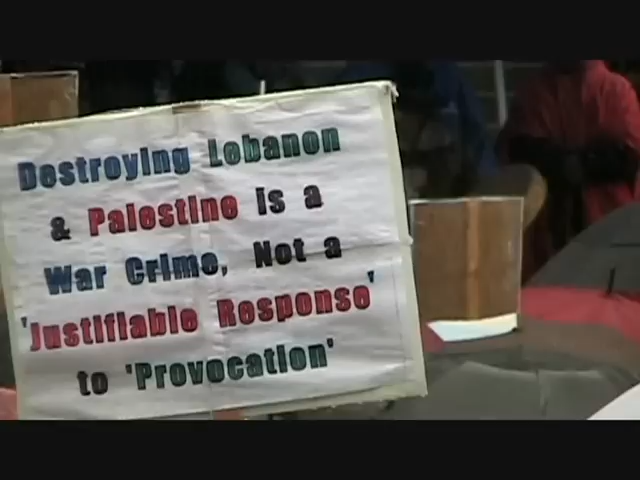 Destroying Lebanon
& Palestine is a
War Crime, Not a
'Justifiable Response'
to 'Provocation'